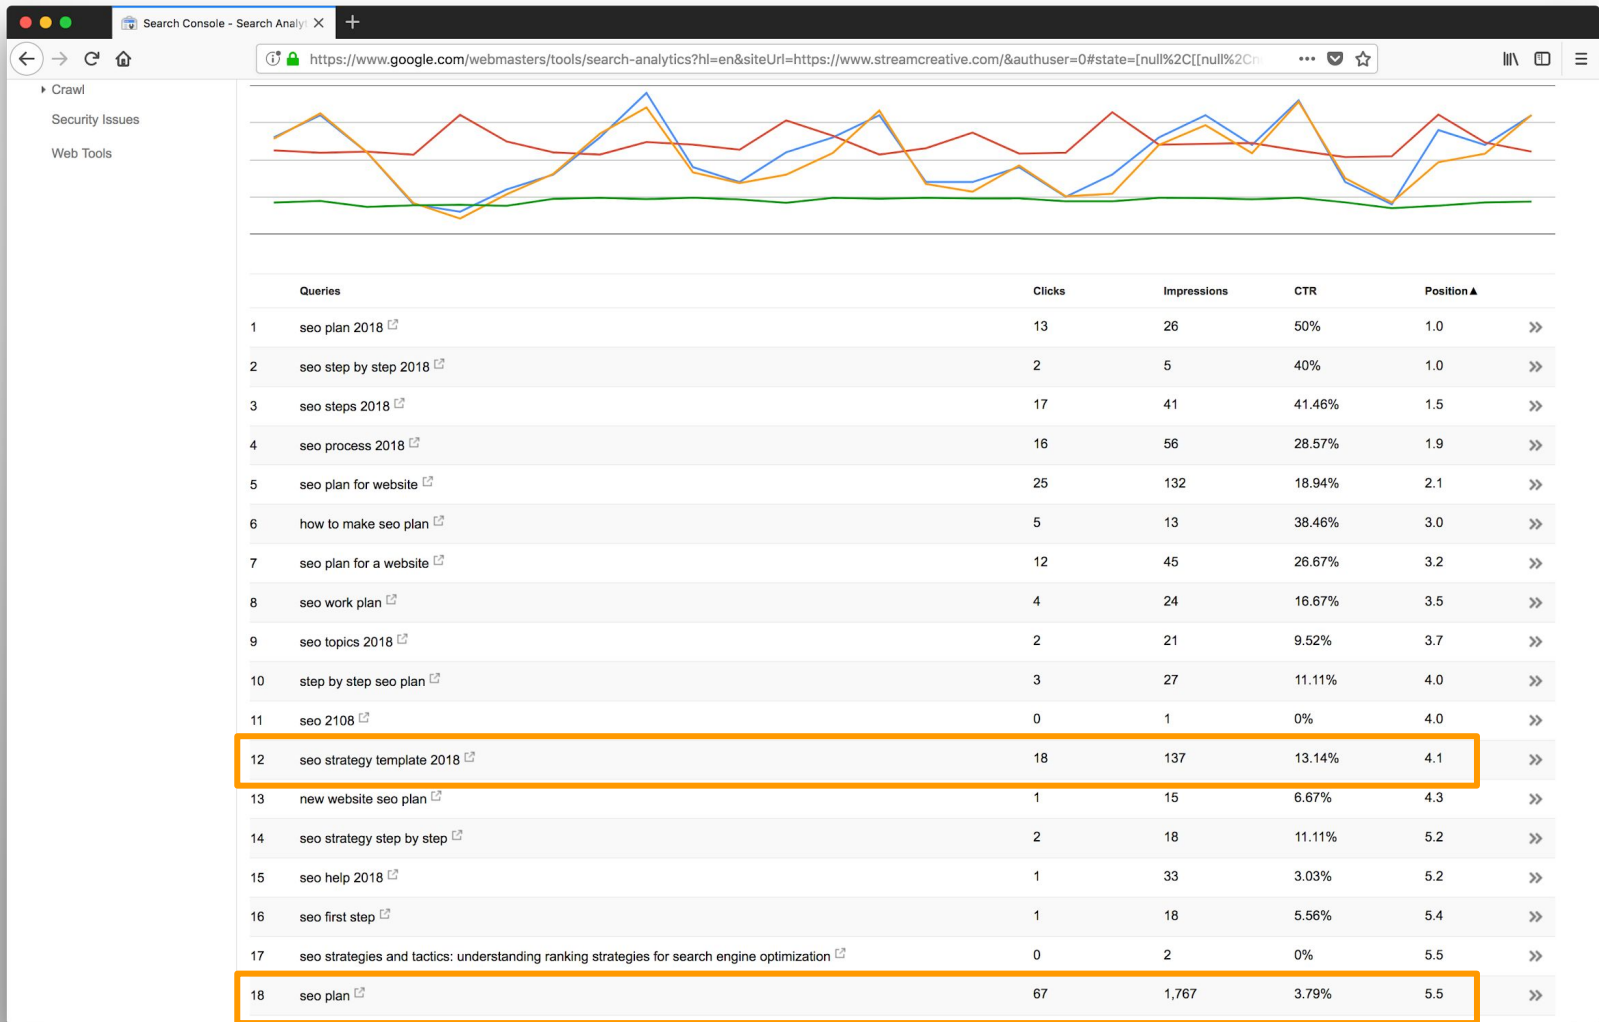 Search Console - Search Analyt
https://www.google.com/webmasters/tools/search-analytics?hl=en&siteUrl=https://www.streamcreative.com/&authuser=0#state=[null%2C[[null%2Cn
Crawl
Security Issues
Web Tools
Queries Clicks Impressions CTR Position▲
1 seo plan 2018 13 26 50% 1.0
2 seo step by step 2018 2 5 40% 1.0
3 seo steps 2018 17 41 41.46% 1.5
4 seo process 2018 16 56 28.57% 1.9
5 seo plan for website 25 132 18.94% 2.1
6 how to make seo plan 5 13 38.46% 3.0
7 seo plan for a website 12 45 26.67% 3.2
8 seo work plan 4 24 16.67% 3.5
9 seo topics 2018 2 21 9.52% 3.7
10 step by step seo plan 3 27 11.11% 4.0
11 seo 2108 0 1 0% 4.0
12 seo strategy template 2018 18 137 13.14% 4.1
13 new website seo plan 1 15 6.67% 4.3
14 seo strategy step by step 2 18 11.11% 5.2
15 seo help 2018 1 33 3.03% 5.2
16 seo first step 1 18 5.56% 5.4
17 seo strategies and tactics: understanding ranking strategies for search engine optimization 0 2 0% 5.5
18 seo plan 67 1,767 3.79% 5.5